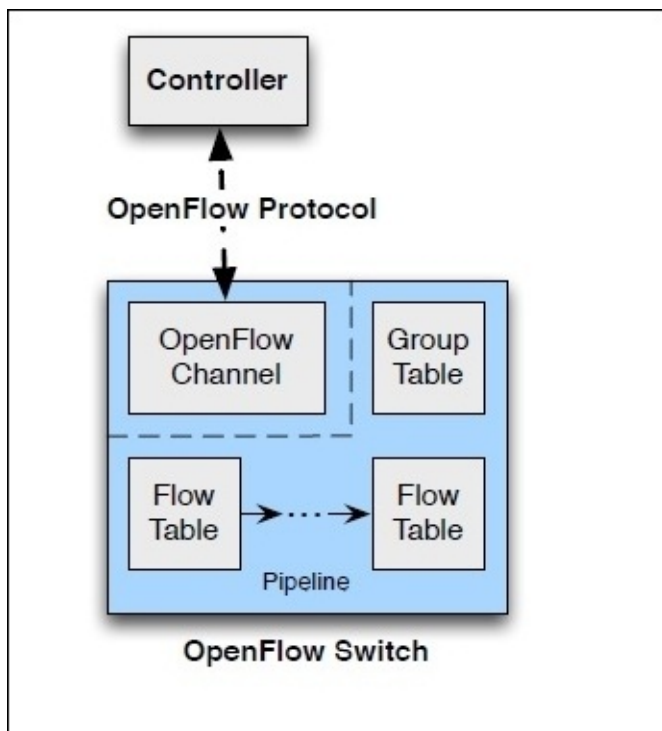 Controller
OpenFlow Protocol
OpenFlow
Channel
Group
Table
Flow
Table
...
Flow
Table
Pipeline
OpenFlow Switch